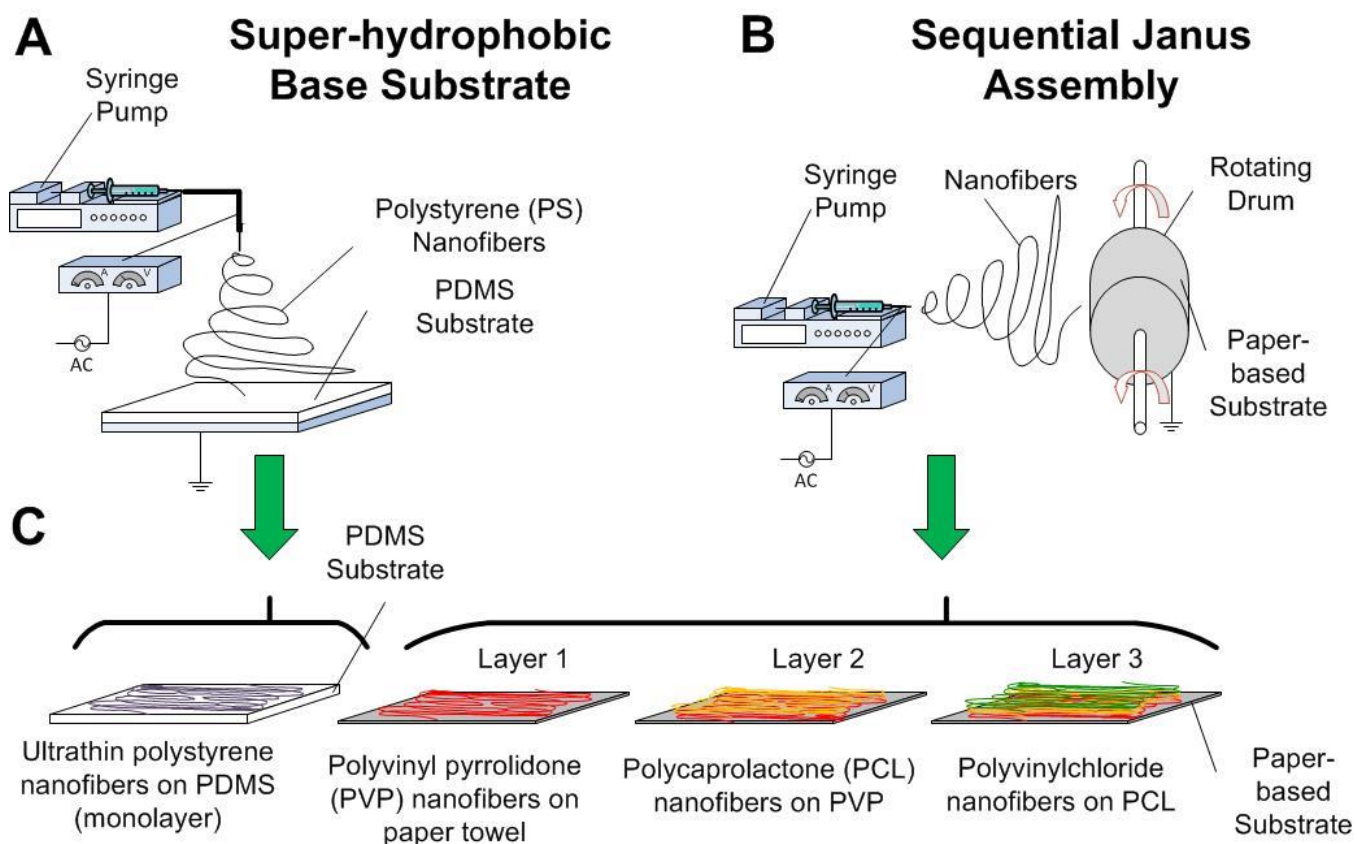 A
Super-hydrophobic
Base Substrate
Syringe
Pump
A
V
AC
Polystyrene (PS)
Nanofibers
PDMS
Substrate
B
Sequential Janus
Assembly
Syringe
Pump
Nanofibers
Rotating
Drum
A
V
AC
Paper-
based
Substrate
C
PDMS
Substrate
Layer 1
Layer 2
Layer 3
Ultrathin polystyrene
nanofibers on PDMS
(monolayer)
Polyvinyl pyrrolidone
(PVP) nanofibers on
paper towel
Polycaprolactone (PCL)
nanofibers on PVP
Polyvinylchloride
nanofibers on PCL
Paper-
based
Substrate